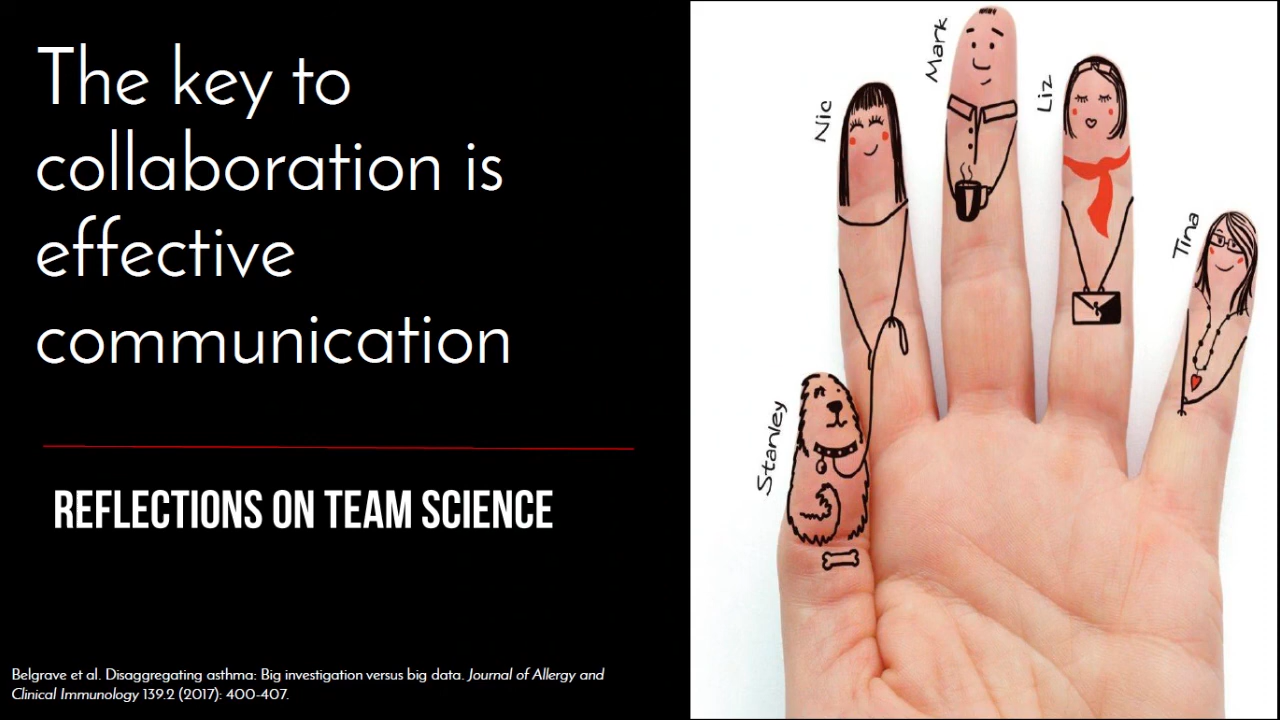 The key to
collaboration is
effective
communication
REFLECTIONS ON TEAM SCIENCE
Belgrave et al. Disaggregating asthma: Big investigation versus big data. Journal of Allergy and
Clinical Immunology 139.2 (2017): 400-407.
Stanley
Nic
Mark
Liz
Tina